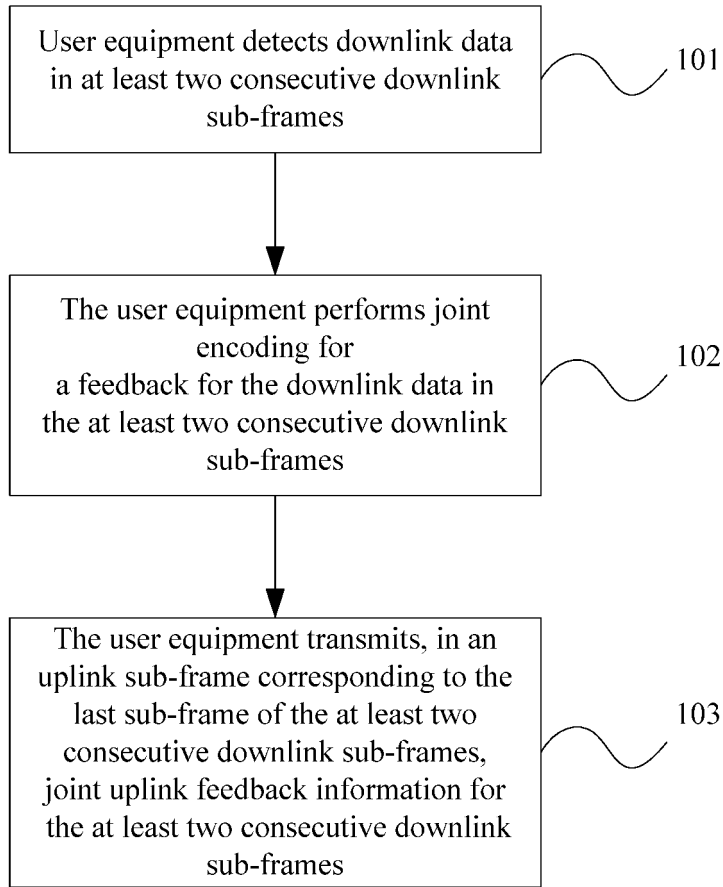 User equipment detects downlink data
in at least two consecutive downlink
sub-frames
101
The user equipment performs joint
encoding for
a feedback for the downlink data in
the at least two consecutive downlink
sub-frames
102
The user equipment transmits, in an
uplink sub-frame corresponding to the
last sub-frame of the at least two
consecutive downlink sub-frames,
joint uplink feedback information for
the at least two consecutive downlink
sub-frames
103